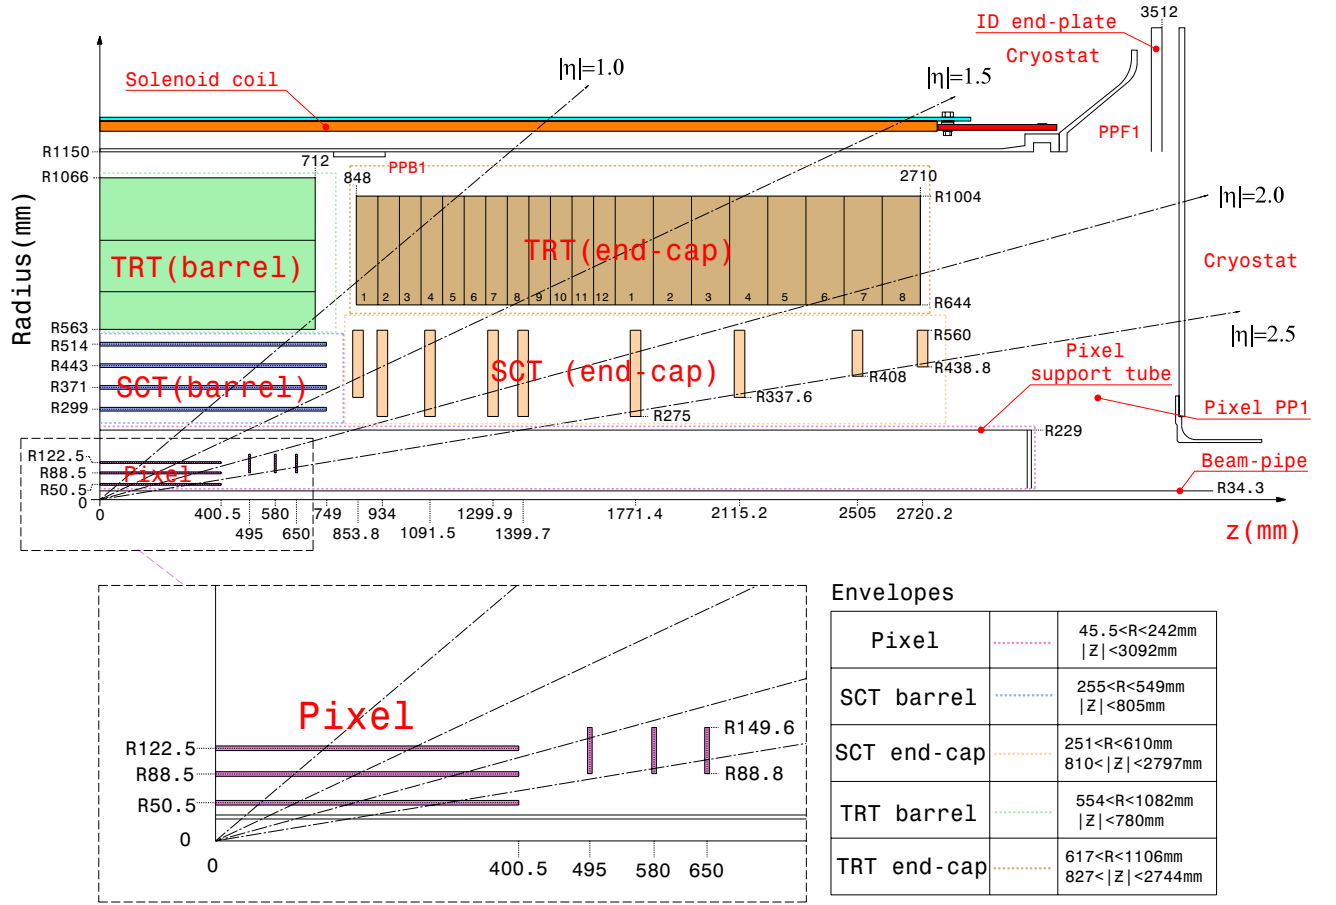 3512
ID end-plate
Cryostat
|η|=1.0
|η|=1.5
Solenoid coil
PPF1
R1150
712
PPB1
R1066
848
2710
R1004
|η|=2.0
Radius(mm)
TRT(barrel)
TRT(end-cap)
Cryostat
1 2 3 4 5 6 7 8 9 10 11 12 1 2 3 4 5 6 7 8
R644
R563
R514
R560
|η|=2.5
R443
R438.8
Pixel
support tube
R371
SCT(barrel)
SCT (end-cap)
R408
R337.6
R299
R275
Pixel PP1
R229
R122.5
R88.5
Pixel
R50.5
Beam-pipe
R34.3
0
0 400.5 580 749 934 1299.9 1771.4 2115.2 2505 2720.2
495 650 853.8 1091.5 1399.7
z(mm)
Pixel
R149.6
R122.5
R88.5
R88.8
R50.5
0
0 400.5 495 580 650
Envelopes
Pixel 45.5<R<242mm
|Z|<3092mm
SCT barrel 255<R<549mm
|Z|<805mm
SCT end-cap 251<R<610mm
810<|Z|<2797mm
TRT barrel 554<R<1082mm
|Z|<780mm
TRT end-cap 617<R<1106mm
827<|Z|<2744mm